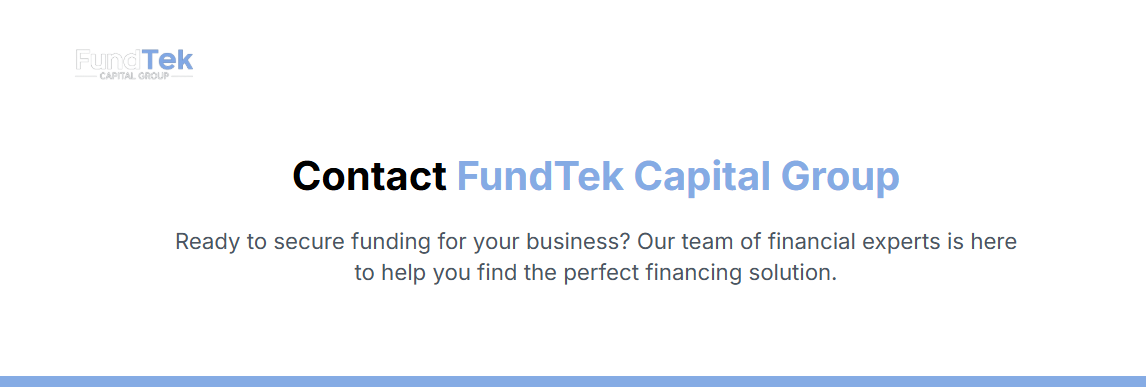 FundTek
CAPITAL GROUP
Contact FundTek Capital Group
Ready to secure funding for your business? Our team of financial experts is here
to help you find the perfect financing solution.